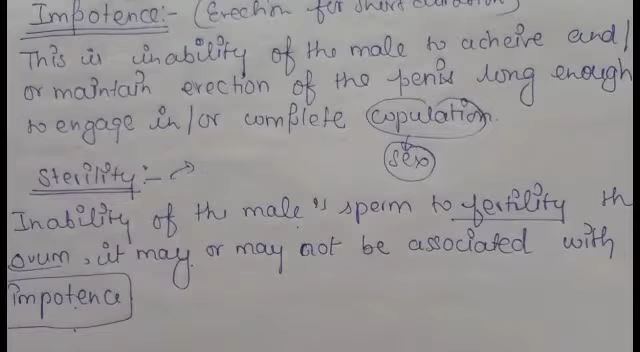 Impotence:- (Erection for short duration)
This is inability of the male to acheive and/
or maintain erection of the penis long enough
to engage in/or complete copulation.
sex
Sterility:- →
Inability of the male's sperm to fertility th
ovum, it may or may not be associated with
impotence